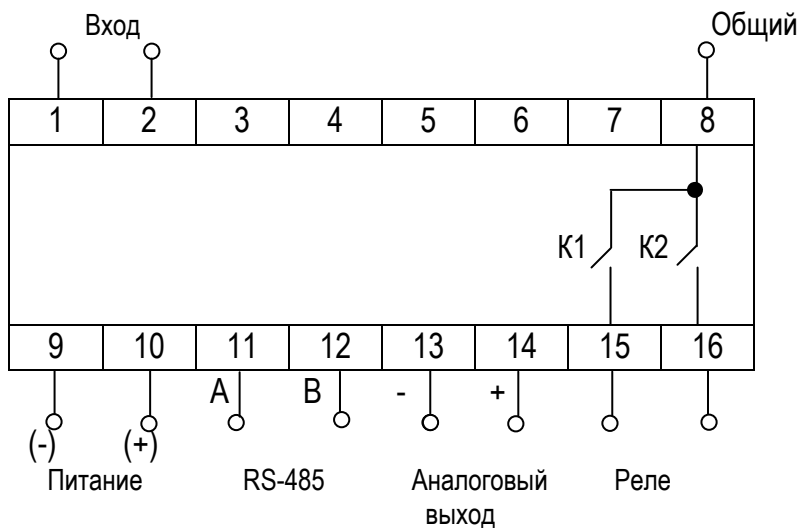 Вход Общий
1 2 3 4 5 6 7 8
К1 К2
9 10 11 12 13 14 15 16
A B - +
(-) (+)
Питание RS-485 Аналоговый выход Реле